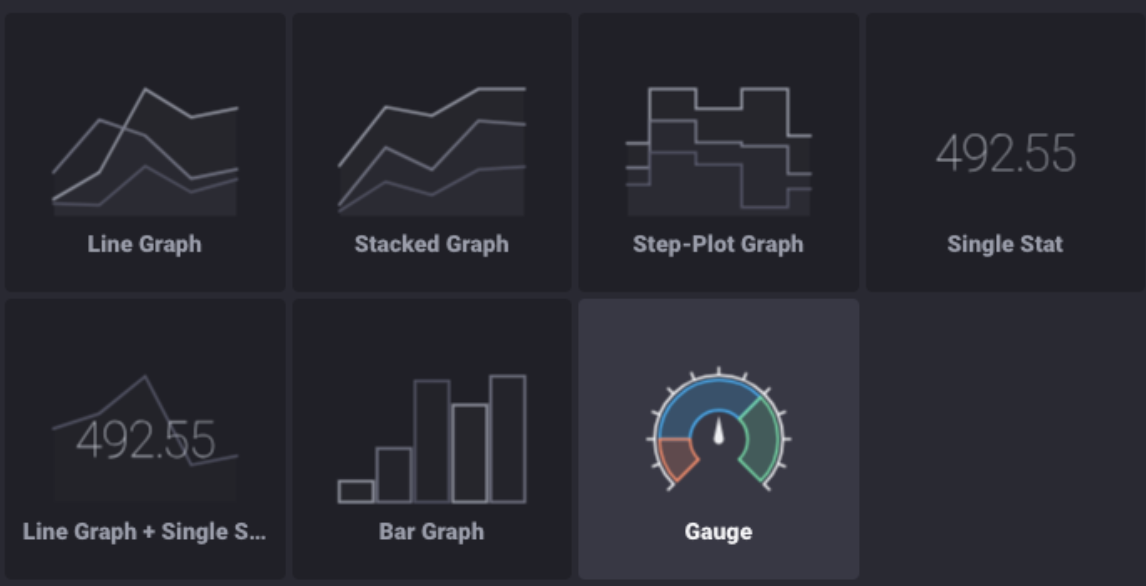 492.55
Line Graph
Stacked Graph
Step-Plot Graph
Single Stat
492.55
Line Graph + Single S...
Bar Graph
Gauge